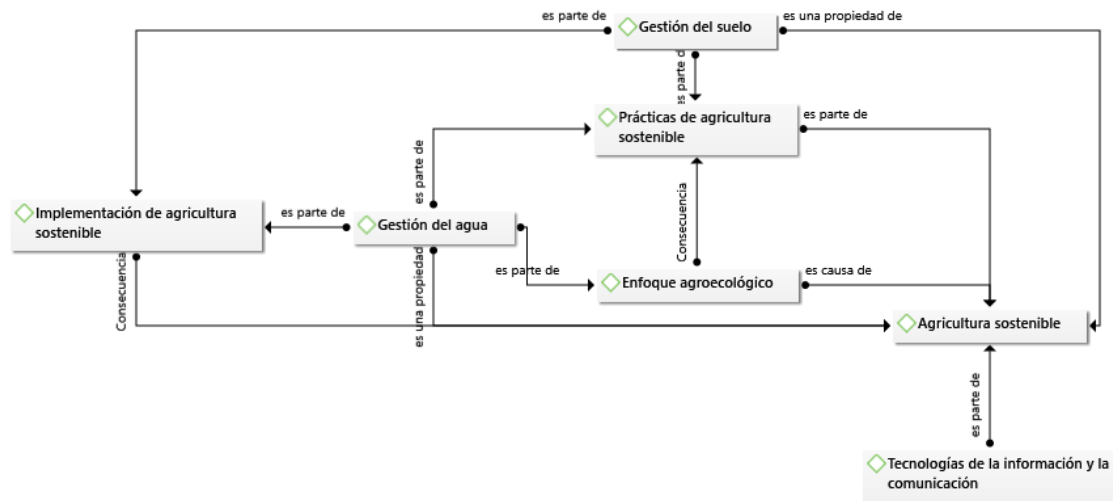 es parte de
Gestión del suelo
es una propiedad de
es parte de
Prácticas de agricultura
sostenible
es parte de
es parte de
Implementación de agricultura
sostenible
es parte de
Gestión del agua
Consecuencia
es parte de
Enfoque agroecológico
es causa de
Consecuencia
es una propiedad
Agricultura sostenible
es parte de
Tecnologías de la información y la
comunicación